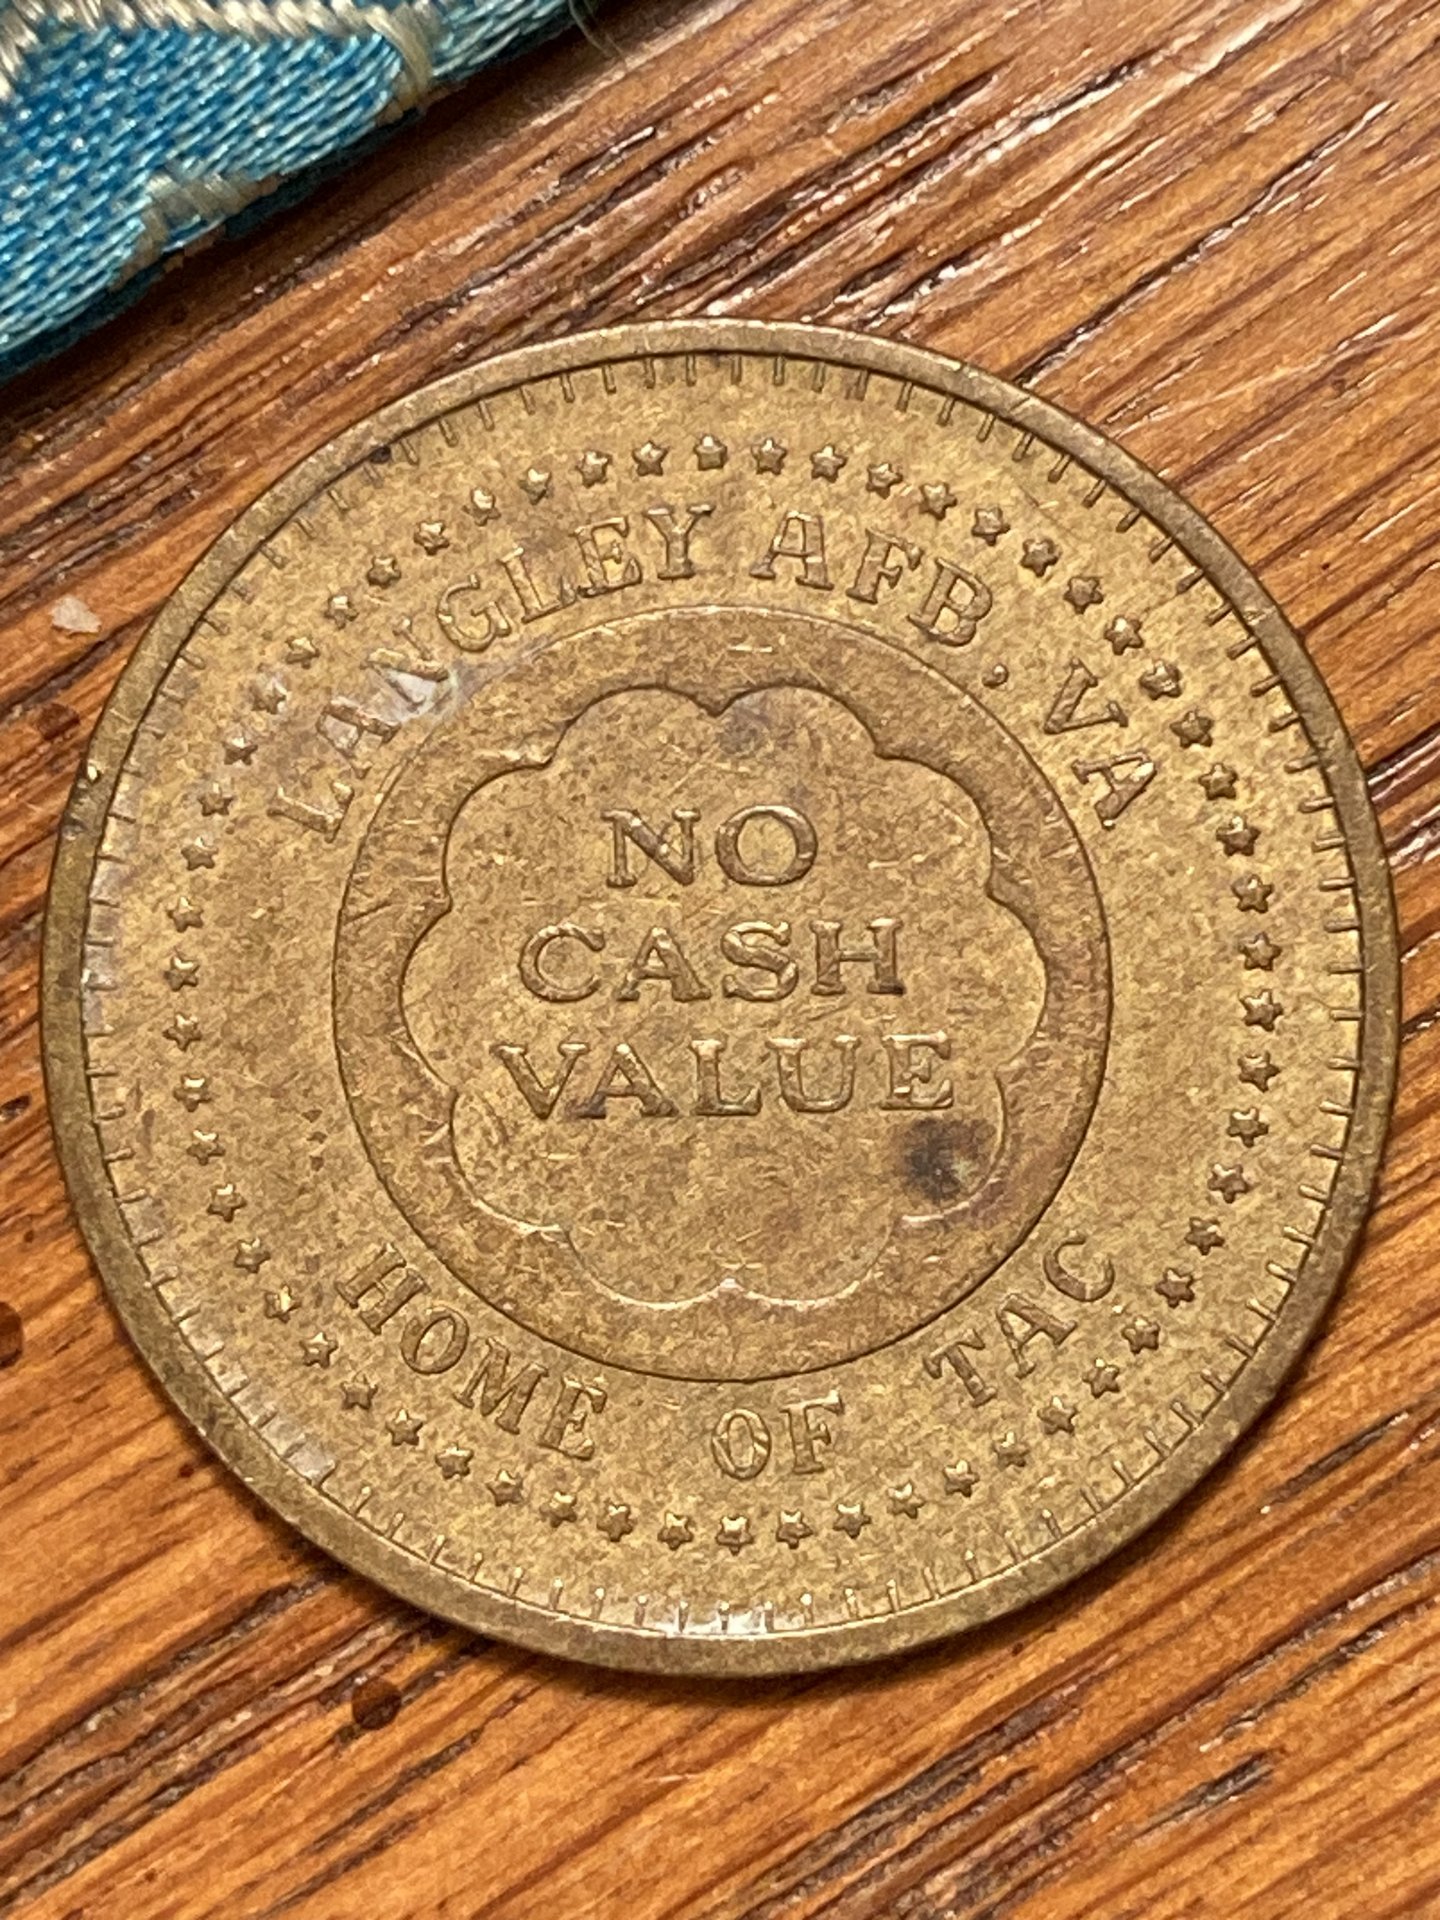 LANGLEY AFB, VA
NO
CASH
VALUE
HOME OF TAC